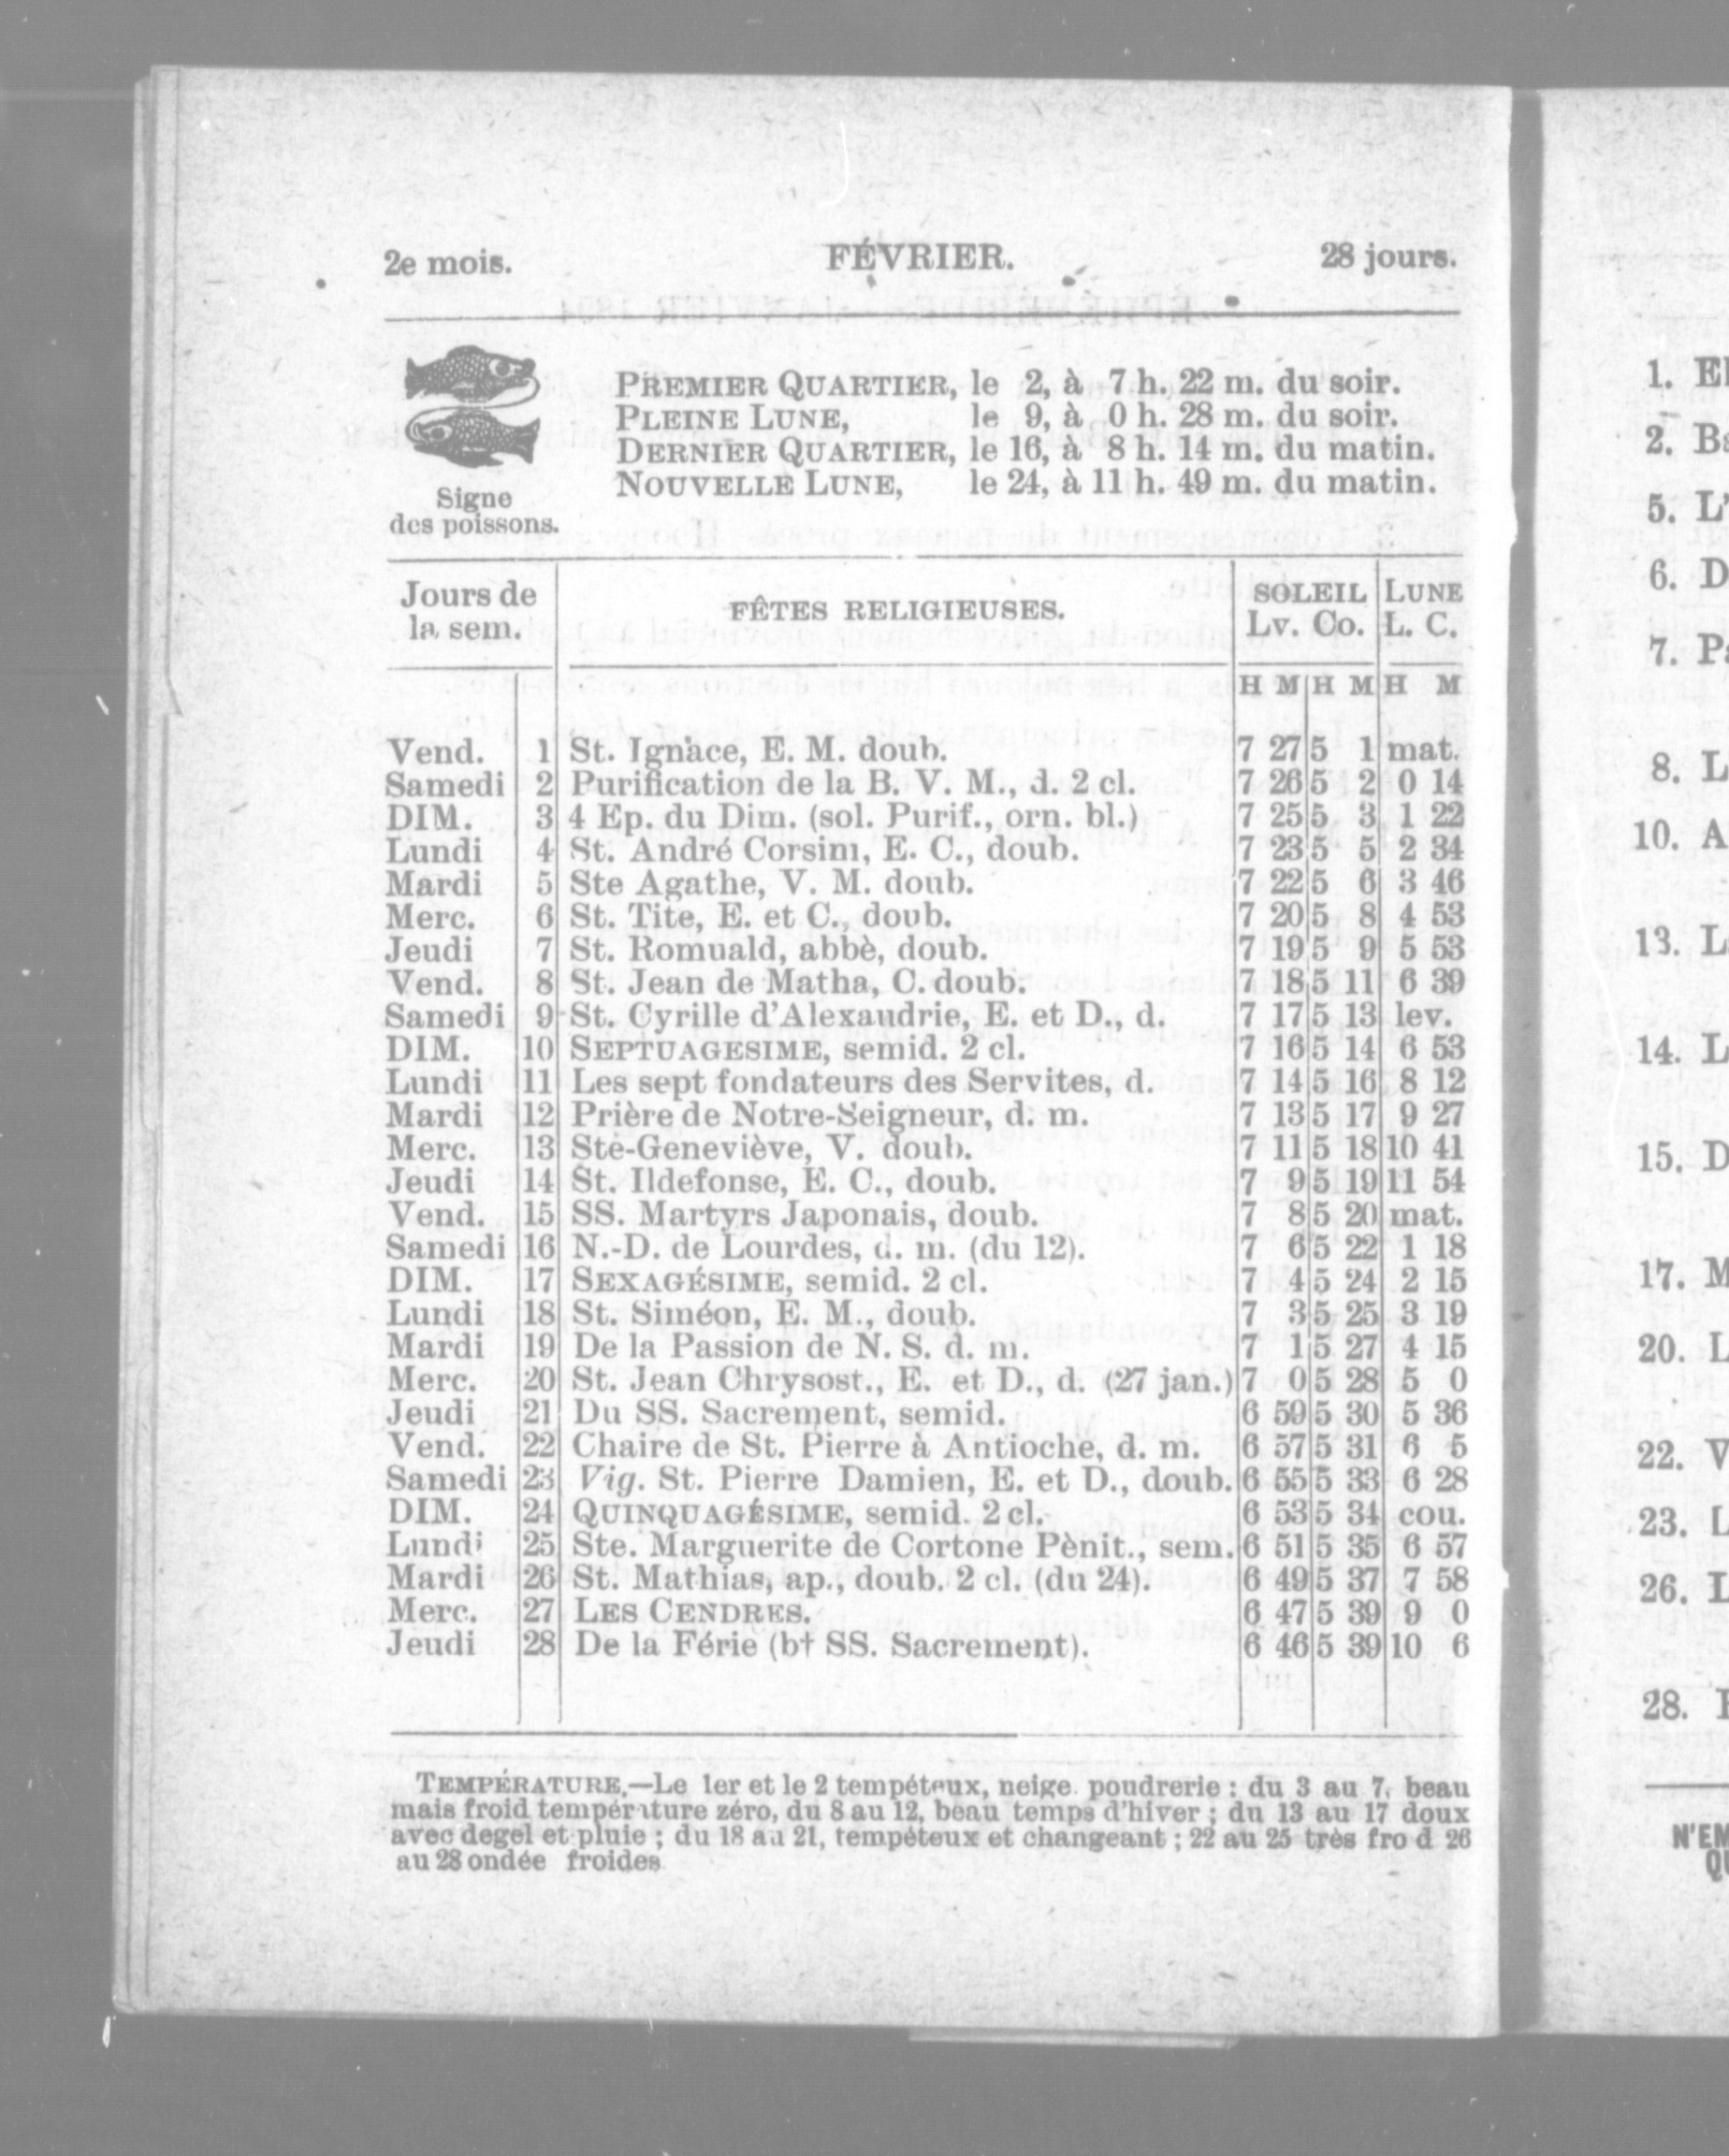 2e mois. FÉVRIER. 28 jours.
PREMIER QUARTIER, le 2, à 7 h. 22 m. du soir.
PLEINE LUNE, le 9, à 0 h. 28 m. du soir.
DERNIER QUARTIER, le 16, à 8 h. 14 m. du matin.
NOUVELLE LUNE, le 24, à 11 h. 49 m. du matin.
Signe
des poissons.
Jours de la sem. FÊTES RELIGIEUSES. SOLEIL Lv. Co. LUNE L. C.
H M H M H M
Vend. 1 St. Ignace, E. M. doub. 7 27 5 1 mat.
Samedi 2 Purification de la B. V. M., d. 2 cl. 7 26 5 2 0 14
DIM. 3 4 Ep. du Dim. (sol. Purif., orn. bl.) 7 25 5 3 1 22
Lundi 4 St. André Corsini, E. C., doub. 7 23 5 5 2 34
Mardi 5 Ste Agathe, V. M. doub. 7 22 5 6 3 46
Merc. 6 St. Tite, E. et C., doub. 7 20 5 8 4 53
Jeudi 7 St. Romuald, abbè, doub. 7 19 5 9 5 53
Vend. 8 St. Jean de Matha, C. doub. 7 18 5 11 6 39
Samedi 9 St. Cyrille d'Alexandrie, E. et D., d. 7 17 5 13 lev.
DIM. 10 SEPTUAGESIME, semid. 2 cl. 7 16 5 14 6 53
Lundi 11 Les sept fondateurs des Servites, d. 7 14 5 16 8 12
Mardi 12 Prière de Notre-Seigneur, d. m. 7 13 5 17 9 27
Merc. 13 Ste-Geneviève, V. doub. 7 11 5 18 10 41
Jeudi 14 St. Ildefonse, E. C., doub. 7 9 5 19 11 54
Vend. 15 SS. Martyrs Japonais, doub. 7 8 5 20 mat.
Samedi 16 N.-D. de Lourdes, d. m. (du 12). 7 6 5 22 1 18
DIM. 17 SEXAGÉSIME, semid. 2 cl. 7 4 5 24 2 15
Lundi 18 St. Siméon, E. M., doub. 7 3 5 25 3 19
Mardi 19 De la Passion de N. S. d. m. 7 1 5 27 4 15
Merc. 20 St. Jean Chrysost., E. et D., d. (27 jan.) 7 0 5 28 5 0
Jeudi 21 Du SS. Sacrement, semid. 6 59 5 30 5 36
Vend. 22 Chaire de St. Pierre à Antioche, d. m. 6 57 5 31 6 5
Samedi 23 Vig. St. Pierre Damien, E. et D., doub. 6 55 5 33 6 28
DIM. 24 QUINQUAGÉSIME, semid. 2 cl. 6 53 5 34 cou.
Lundi 25 Ste. Marguerite de Cortone Pènit., sem. 6 51 5 35 6 57
Mardi 26 St. Mathias, ap., doub. 2 cl. (du 24). 6 49 5 37 7 58
Merc. 27 LES CENDRES. 6 47 5 39 9 0
Jeudi 28 De la Férie (b† SS. Sacrement). 6 46 5 39 10 6
TEMPÉRATURE.—Le 1er et le 2 tempéteux, neige poudrerie : du 3 au 7, beau
mais froid température zéro, du 8 au 12, beau temps d'hiver ; du 13 au 17 doux
avec degel et pluie ; du 18 au 21, tempéteux et changeant ; 22 au 25 très fro d 26
au 28 ondée froides
1.
2.
5.
6.
7.
8.
10.
13.
14.
15.
17.
20.
22.
23.
26.
28.